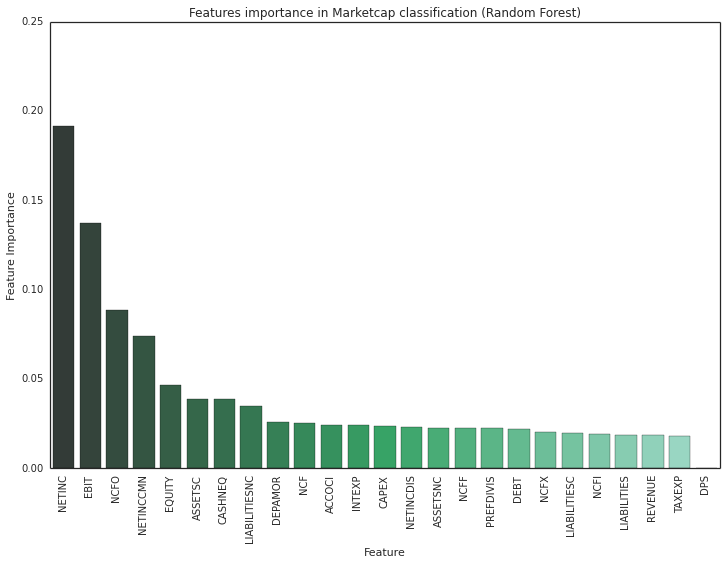 Features importance in Marketcap classification (Random Forest)
Feature Importance
0.25
0.20
0.15
0.10
0.05
0.00
NETINC
EBIT
NCFO
NETINCCMN
EQUITY
ASSETSC
CASHNEQ
LIABILITIESNC
DEPAMOR
NCF
ACCOCI
INTEXP
CAPEX
NETINCDIS
ASSETSNC
NCFF
PREFDIVIS
DEBT
NCFX
LIABILITIESC
NCFI
LIABILITIES
REVENUE
TAXEXP
DPS
Feature